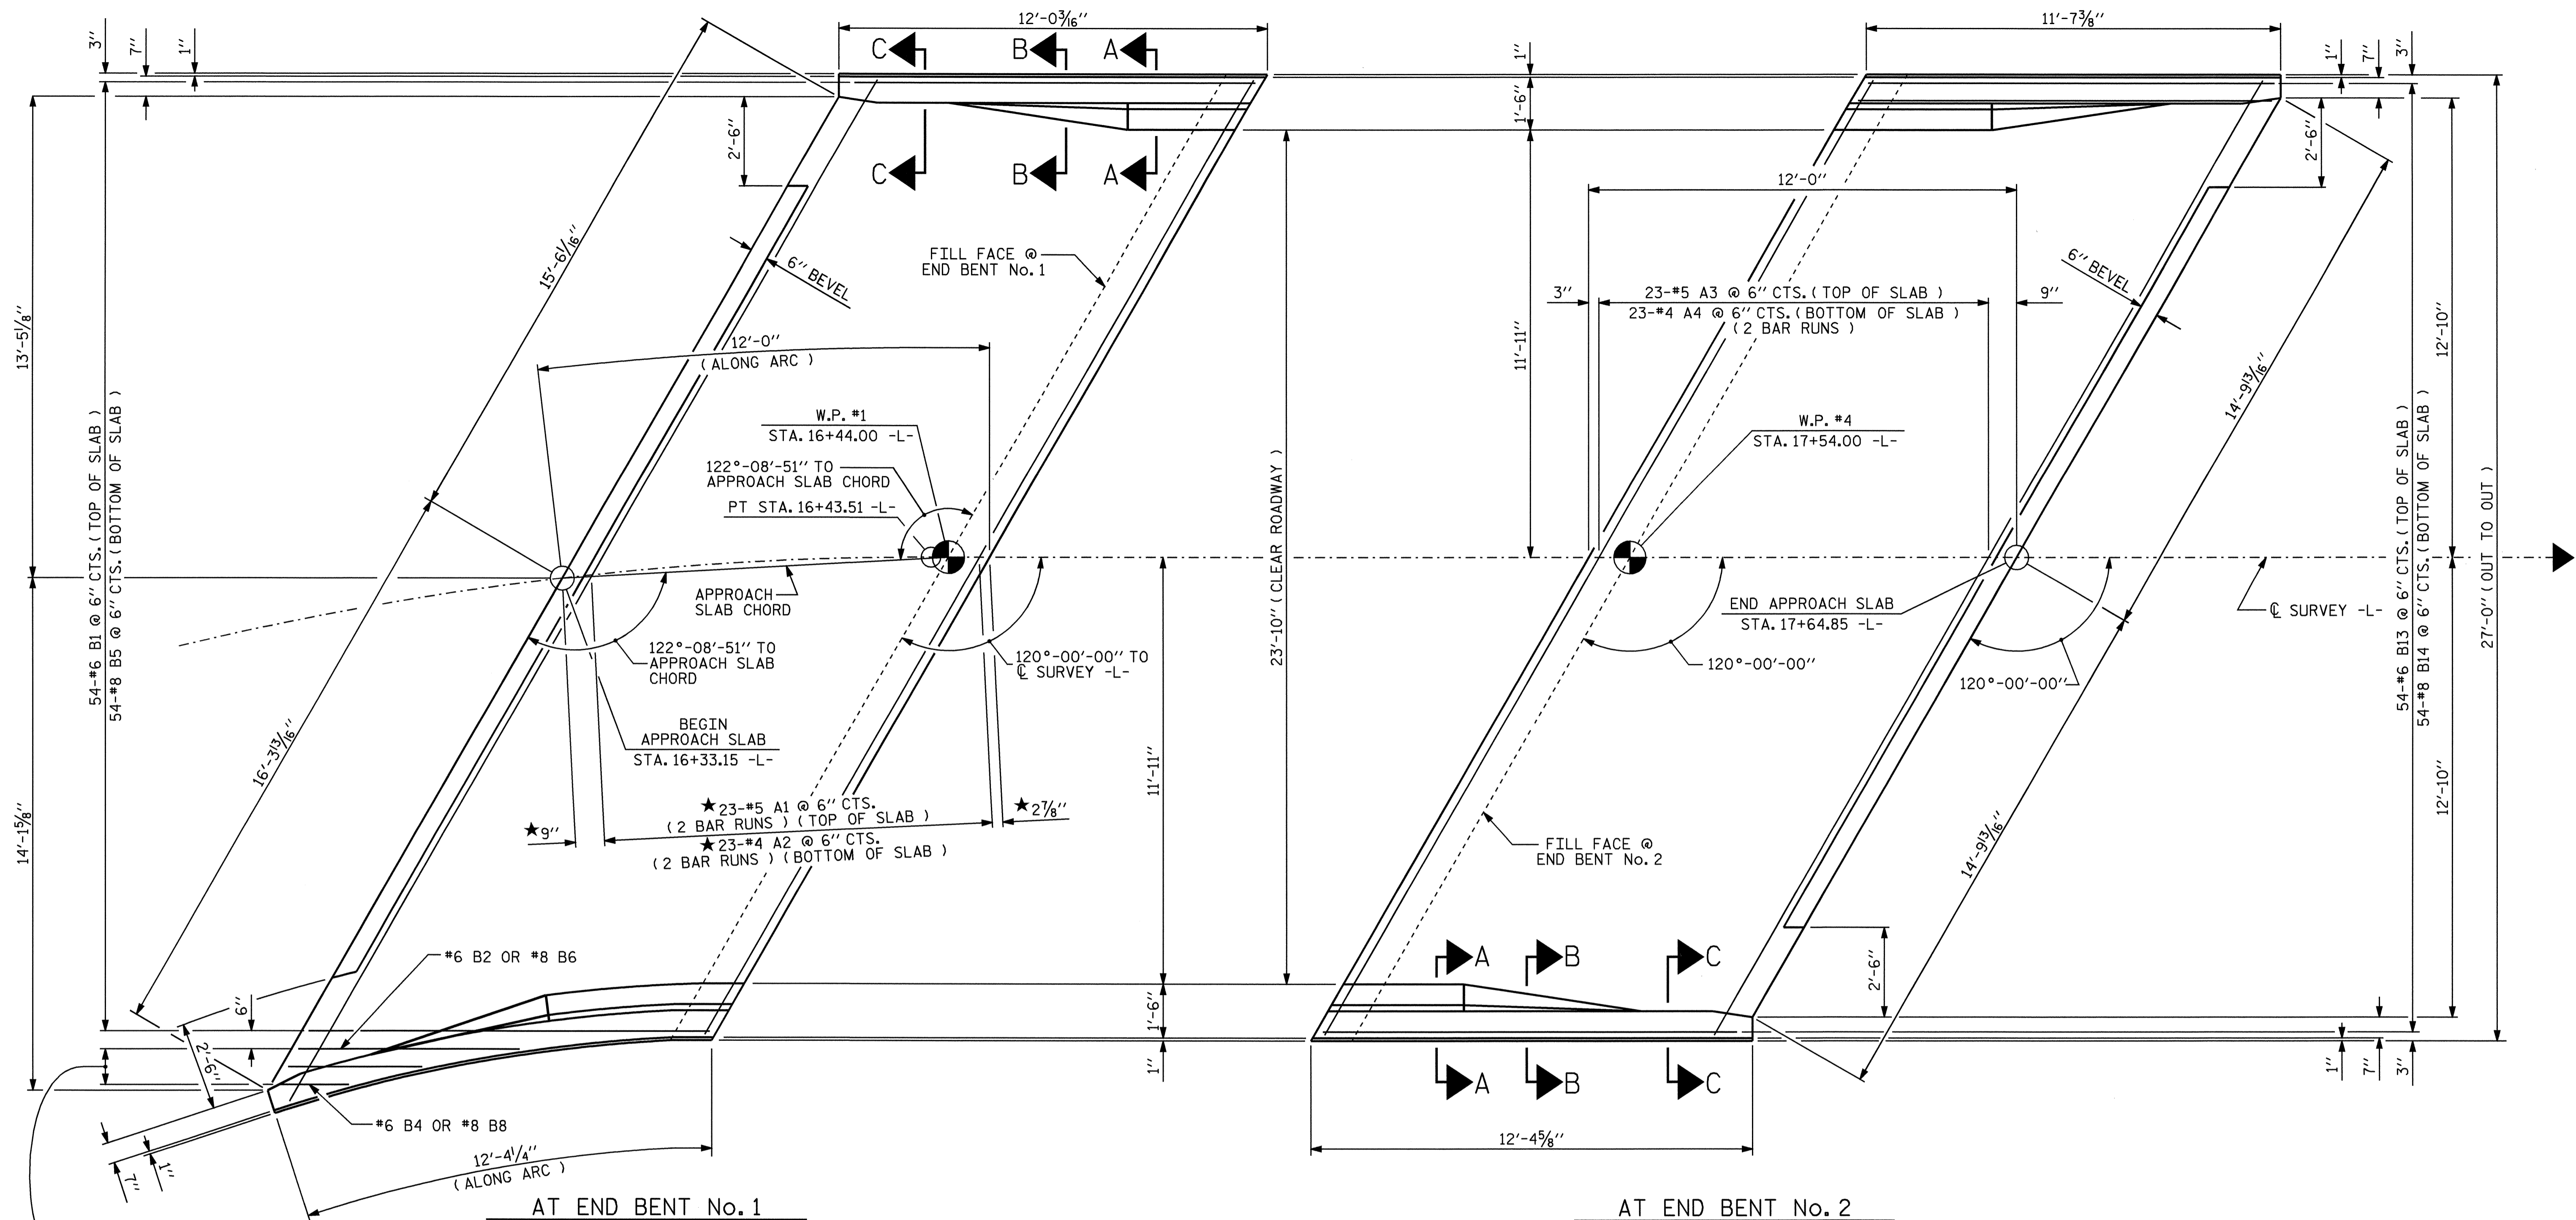 12'-0 3/16"
11'-7 3/8"
3"
7"
1"
C
B
A
1"
1"
7"
3"
C
B
A
2'-6"
1'-6"
2'-6"
15'-6 1/16"
12'-0"
FILL FACE @
END BENT No. 1
6" BEVEL
6" BEVEL
3"
23-#5 A3 @ 6" CTS. ( TOP OF SLAB )
9"
23-#4 A4 @ 6" CTS. ( BOTTOM OF SLAB )
( 2 BAR RUNS )
13'-5 1/8"
11'-11"
12'-10"
12'-0"
( ALONG ARC )
14'-9 13/16"
W.P. #1
STA. 16+44.00 -L-
W.P. #4
STA. 17+54.00 -L-
122°-08'-51" TO
APPROACH SLAB CHORD
PT STA. 16+43.51 -L-
54-#6 B1 @ 6" CTS. ( TOP OF SLAB )
54-#8 B5 @ 6" CTS. ( BOTTOM OF SLAB )
23'-10" ( CLEAR ROADWAY )
54-#6 B13 @ 6" CTS. ( TOP OF SLAB )
54-#8 B14 @ 6" CTS. ( BOTTOM OF SLAB )
27'-0" ( OUT TO OUT )
APPROACH
SLAB CHORD
END APPROACH SLAB
STA. 17+64.85 -L-
℄ SURVEY -L-
122°-08'-51" TO
APPROACH SLAB
CHORD
120°-00'-00" TO
℄ SURVEY -L-
120°-00'-00"
120°-00'-00"
16'-3 13/16"
BEGIN
APPROACH SLAB
STA. 16+33.15 -L-
14'-1 5/8"
11'-11"
12'-10"
★ 9"
★ 23-#5 A1 @ 6" CTS.
( 2 BAR RUNS ) ( TOP OF SLAB )
★ 23-#4 A2 @ 6" CTS.
( 2 BAR RUNS ) ( BOTTOM OF SLAB )
★ 2 7/8"
FILL FACE @
END BENT No. 2
14'-9 13/16"
#6 B2 OR #8 B6
6"
2'-6"
1'-6"
A
B
C
2'-6"
1"
A
B
C
1"
7"
3"
#6 B4 OR #8 B8
7"
1"
12'-4 1/4"
( ALONG ARC )
12'-4 5/8"
AT END BENT No. 1
AT END BENT No. 2